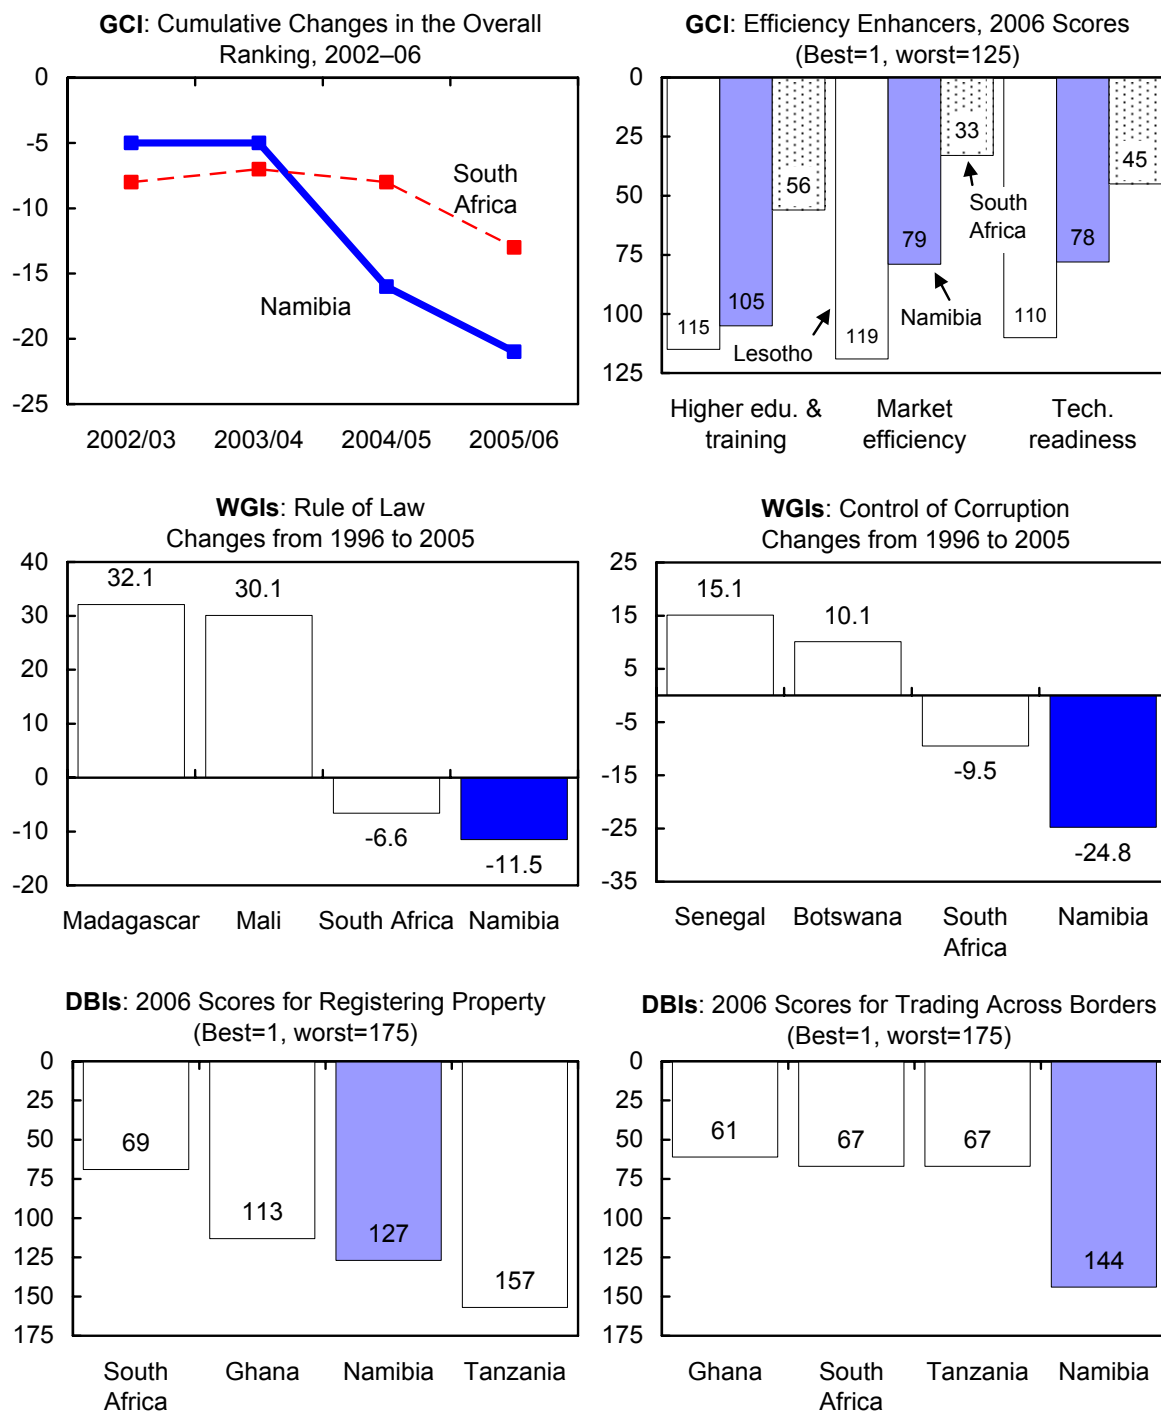 GCI: Cumulative Changes in the Overall
Ranking, 2002–06
0
-5
-10
-15
-20
-25
South
Africa
Namibia
2002/03 2003/04 2004/05 2005/06
GCI: Efficiency Enhancers, 2006 Scores
(Best=1, worst=125)
0
25
50
75
100
125
115
105
56
119
79
33
110
78
45
South
Africa
Namibia
Lesotho
Higher edu. &
training
Market
efficiency
Tech.
readiness
WGIs: Rule of Law
Changes from 1996 to 2005
40
30
20
10
0
-10
-20
32.1
30.1
-6.6
-11.5
Madagascar Mali South Africa Namibia
WGIs: Control of Corruption
Changes from 1996 to 2005
25
15
5
-5
-15
-25
-35
15.1
10.1
-9.5
-24.8
Senegal
Botswana
South
Africa
Namibia
DBIs: 2006 Scores for Registering Property
(Best=1, worst=175)
0
25
50
75
100
125
150
175
69
113
127
157
South
Africa
Ghana
Namibia
Tanzania
DBIs: 2006 Scores for Trading Across Borders
(Best=1, worst=175)
0
25
50
75
100
125
150
175
61
67
67
144
Ghana
South
Africa
Tanzania
Namibia